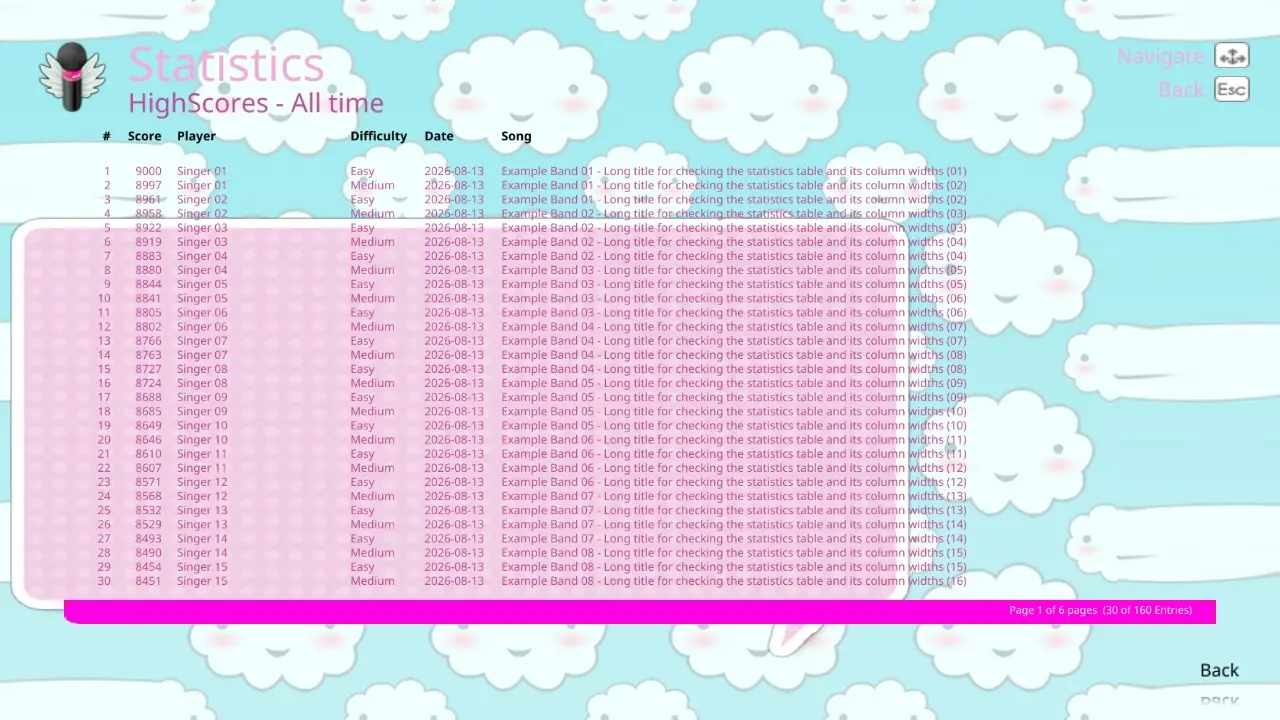 Statistics
HighScores - All time
Navigate
Back Esc
# Score Player Difficulty Date Song
1 9000 Singer 01 Easy 2026-08-13 Example Band 01 - Long title for checking the statistics table and its column widths (01)
2 8997 Singer 01 Medium 2026-08-13 Example Band 01 - Long title for checking the statistics table and its column widths (02)
3 8961 Singer 02 Easy 2026-08-13 Example Band 01 - Long title for checking the statistics table and its column widths (02)
4 8958 Singer 02 Medium 2026-08-13 Example Band 02 - Long title for checking the statistics table and its column widths (03)
5 8922 Singer 03 Easy 2026-08-13 Example Band 02 - Long title for checking the statistics table and its column widths (03)
6 8919 Singer 03 Medium 2026-08-13 Example Band 02 - Long title for checking the statistics table and its column widths (04)
7 8883 Singer 04 Easy 2026-08-13 Example Band 02 - Long title for checking the statistics table and its column widths (04)
8 8880 Singer 04 Medium 2026-08-13 Example Band 03 - Long title for checking the statistics table and its column widths (05)
9 8844 Singer 05 Easy 2026-08-13 Example Band 03 - Long title for checking the statistics table and its column widths (05)
10 8841 Singer 05 Medium 2026-08-13 Example Band 03 - Long title for checking the statistics table and its column widths (06)
11 8805 Singer 06 Easy 2026-08-13 Example Band 03 - Long title for checking the statistics table and its column widths (06)
12 8802 Singer 06 Medium 2026-08-13 Example Band 04 - Long title for checking the statistics table and its column widths (07)
13 8766 Singer 07 Easy 2026-08-13 Example Band 04 - Long title for checking the statistics table and its column widths (07)
14 8763 Singer 07 Medium 2026-08-13 Example Band 04 - Long title for checking the statistics table and its column widths (08)
15 8727 Singer 08 Easy 2026-08-13 Example Band 04 - Long title for checking the statistics table and its column widths (08)
16 8724 Singer 08 Medium 2026-08-13 Example Band 05 - Long title for checking the statistics table and its column widths (09)
17 8688 Singer 09 Easy 2026-08-13 Example Band 05 - Long title for checking the statistics table and its column widths (09)
18 8685 Singer 09 Medium 2026-08-13 Example Band 05 - Long title for checking the statistics table and its column widths (10)
19 8649 Singer 10 Easy 2026-08-13 Example Band 05 - Long title for checking the statistics table and its column widths (10)
20 8646 Singer 10 Medium 2026-08-13 Example Band 06 - Long title for checking the statistics table and its column widths (11)
21 8610 Singer 11 Easy 2026-08-13 Example Band 06 - Long title for checking the statistics table and its column widths (11)
22 8607 Singer 11 Medium 2026-08-13 Example Band 06 - Long title for checking the statistics table and its column widths (12)
23 8571 Singer 12 Easy 2026-08-13 Example Band 06 - Long title for checking the statistics table and its column widths (12)
24 8568 Singer 12 Medium 2026-08-13 Example Band 07 - Long title for checking the statistics table and its column widths (13)
25 8532 Singer 13 Easy 2026-08-13 Example Band 07 - Long title for checking the statistics table and its column widths (13)
26 8529 Singer 13 Medium 2026-08-13 Example Band 07 - Long title for checking the statistics table and its column widths (14)
27 8493 Singer 14 Easy 2026-08-13 Example Band 07 - Long title for checking the statistics table and its column widths (14)
28 8490 Singer 14 Medium 2026-08-13 Example Band 08 - Long title for checking the statistics table and its column widths (15)
29 8454 Singer 15 Easy 2026-08-13 Example Band 08 - Long title for checking the statistics table and its column widths (15)
30 8451 Singer 15 Medium 2026-08-13 Example Band 08 - Long title for checking the statistics table and its column widths (16)
Page 1 of 6 pages (30 of 160 Entries)
Back